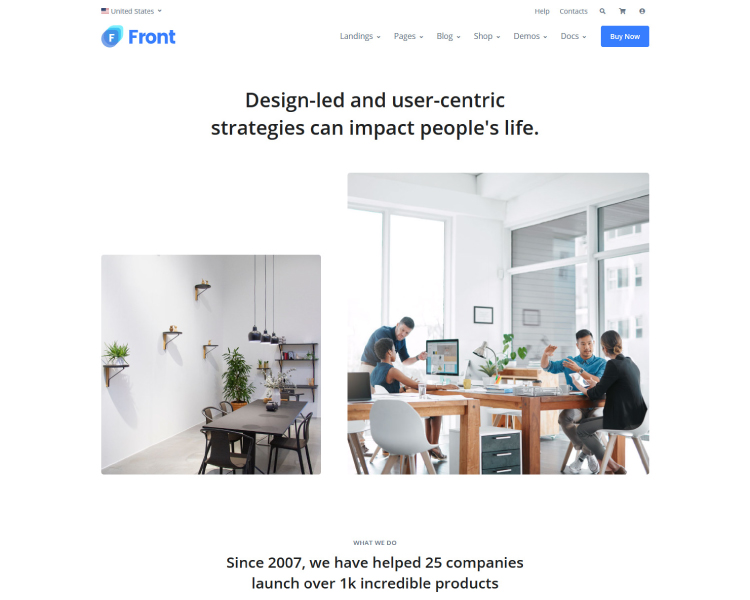 United States
Help Contacts
F Front
Landings Pages Blog Shop Demos Docs Buy Now
Design-led and user-centric
strategies can impact people's life.
WHAT WE DO
Since 2007, we have helped 25 companies
launch over 1k incredible products